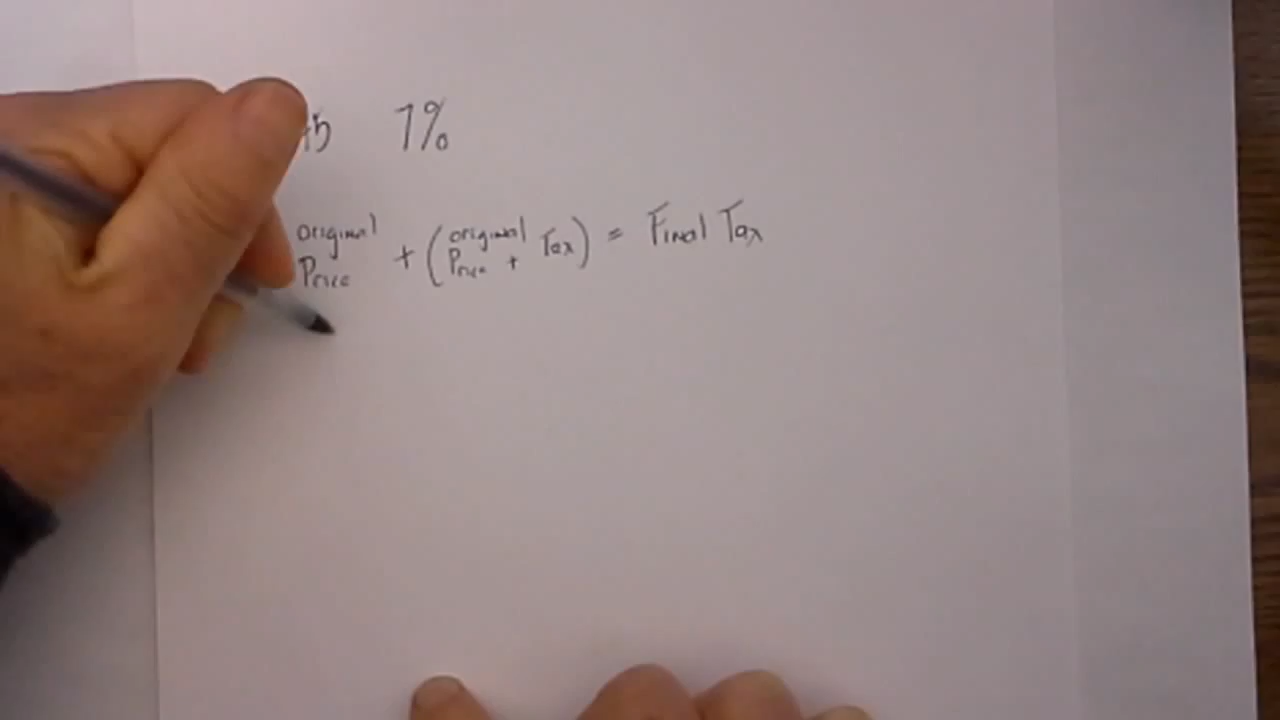 7%
original Price + (original Price + Tax) = Final Tax